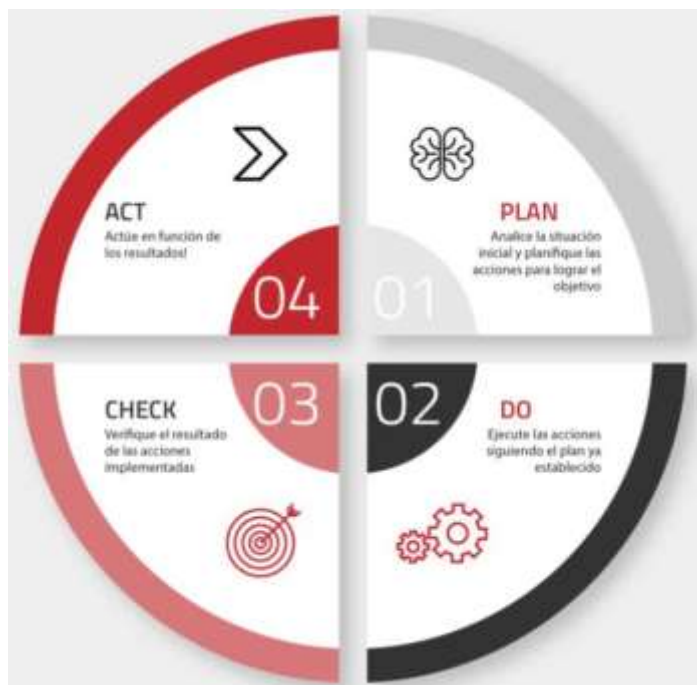 ACT
Actúe en función de
los resultados!
04
01
PLAN
Analice la situación
inicial y planifique las
acciones para lograr el
objetivo
CHECK
Verifique el resultado
de las acciones
implementadas
03
02
DO
Ejecute las acciones
siguiendo el plan ya
establecido